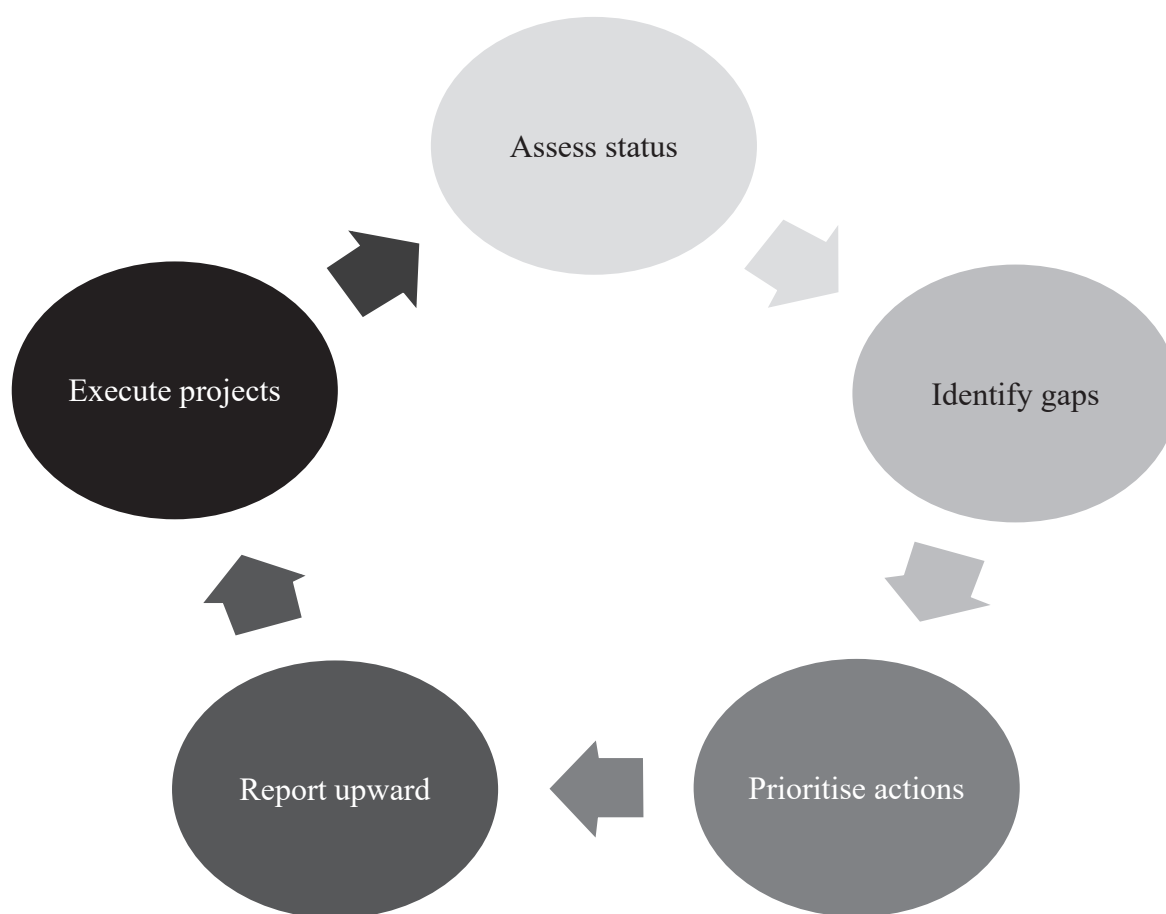 Assess status
Identify gaps
Prioritise actions
Report upward
Execute projects